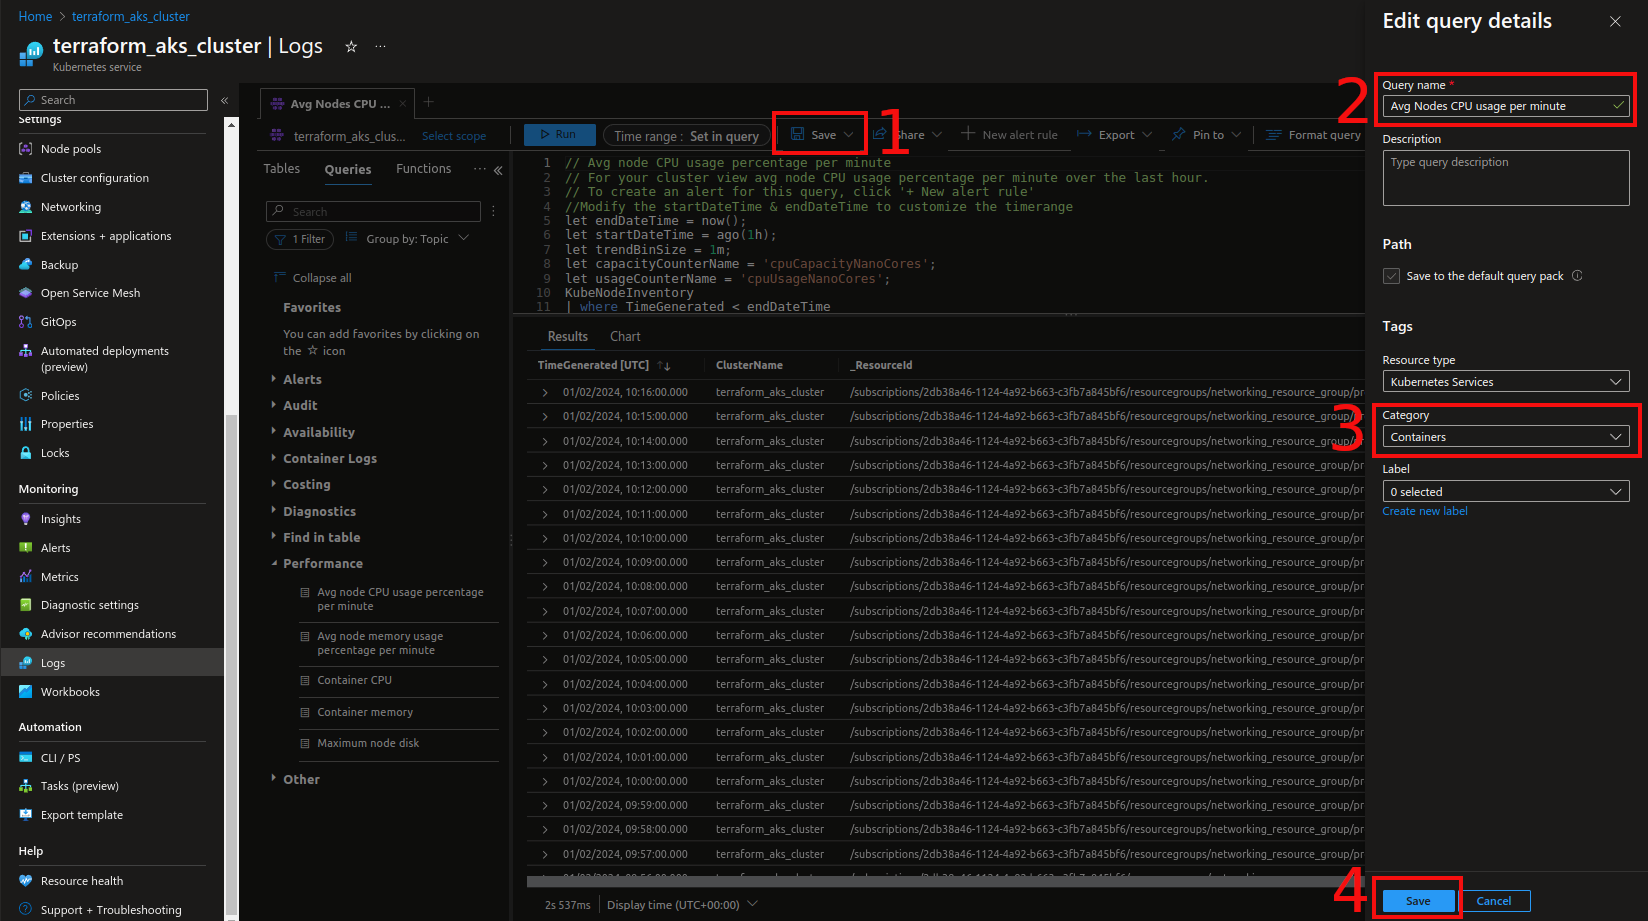 Home > terraform_aks_cluster
terraform_aks_cluster | Logs ☆ ···
Kubernetes service
Search «
Settings
Node pools
Cluster configuration
Networking
Extensions + applications
Backup
Open Service Mesh
GitOps
Automated deployments
(preview)
Policies
Properties
Locks
Monitoring
Insights
Alerts
Metrics
Diagnostic settings
Advisor recommendations
Logs
Workbooks
Automation
CLI / PS
Tasks (preview)
Export template
Help
Resource health
Support + Troubleshooting
Avg Nodes CPU ... × +
terraform_aks_clus... Select scope
Run
Time range : Set in query
Save
1
Share
New alert rule
Export
Pin to
Format query
Tables Queries Functions ··· «
Search
1 Filter
Group by: Topic
Collapse all
Favorites
You can add favorites by clicking on
the ☆ icon
Alerts
Audit
Availability
Container Logs
Costing
Diagnostics
Find in table
Performance
Avg node CPU usage percentage
per minute
Avg node memory usage
percentage per minute
Container CPU
Container memory
Maximum node disk
Other
1 // Avg node CPU usage percentage per minute
2 // For your cluster view avg node CPU usage percentage per minute over the last hour.
3 // To create an alert for this query, click '+ New alert rule'
4 //Modify the startDateTime & endDateTime to customize the timerange
5 let endDateTime = now();
6 let startDateTime = ago(1h);
7 let trendBinSize = 1m;
8 let capacityCounterName = 'cpuCapacityNanoCores';
9 let usageCounterName = 'cpuUsageNanoCores';
10 KubeNodeInventory
11 | where TimeGenerated < endDateTime
Results Chart
TimeGenerated [UTC] ↑↓ ClusterName _ResourceId
01/02/2024, 10:16:00.000 terraform_aks_cluster /subscriptions/2db38a46-1124-4a92-b663-c3fb7a845bf6/resourcegroups/networking_resource_group/pr
01/02/2024, 10:15:00.000 terraform_aks_cluster /subscriptions/2db38a46-1124-4a92-b663-c3fb7a845bf6/resourcegroups/networking_resource_group/pr
01/02/2024, 10:14:00.000 terraform_aks_cluster /subscriptions/2db38a46-1124-4a92-b663-c3fb7a845bf6/resourcegroups/networking_resource_group/pr
01/02/2024, 10:13:00.000 terraform_aks_cluster /subscriptions/2db38a46-1124-4a92-b663-c3fb7a845bf6/resourcegroups/networking_resource_group/pr
01/02/2024, 10:12:00.000 terraform_aks_cluster /subscriptions/2db38a46-1124-4a92-b663-c3fb7a845bf6/resourcegroups/networking_resource_group/pr
01/02/2024, 10:11:00.000 terraform_aks_cluster /subscriptions/2db38a46-1124-4a92-b663-c3fb7a845bf6/resourcegroups/networking_resource_group/pr
01/02/2024, 10:10:00.000 terraform_aks_cluster /subscriptions/2db38a46-1124-4a92-b663-c3fb7a845bf6/resourcegroups/networking_resource_group/pr
01/02/2024, 10:09:00.000 terraform_aks_cluster /subscriptions/2db38a46-1124-4a92-b663-c3fb7a845bf6/resourcegroups/networking_resource_group/pr
01/02/2024, 10:08:00.000 terraform_aks_cluster /subscriptions/2db38a46-1124-4a92-b663-c3fb7a845bf6/resourcegroups/networking_resource_group/pr
01/02/2024, 10:07:00.000 terraform_aks_cluster /subscriptions/2db38a46-1124-4a92-b663-c3fb7a845bf6/resourcegroups/networking_resource_group/pr
01/02/2024, 10:06:00.000 terraform_aks_cluster /subscriptions/2db38a46-1124-4a92-b663-c3fb7a845bf6/resourcegroups/networking_resource_group/pr
01/02/2024, 10:05:00.000 terraform_aks_cluster /subscriptions/2db38a46-1124-4a92-b663-c3fb7a845bf6/resourcegroups/networking_resource_group/pr
01/02/2024, 10:04:00.000 terraform_aks_cluster /subscriptions/2db38a46-1124-4a92-b663-c3fb7a845bf6/resourcegroups/networking_resource_group/pr
01/02/2024, 10:03:00.000 terraform_aks_cluster /subscriptions/2db38a46-1124-4a92-b663-c3fb7a845bf6/resourcegroups/networking_resource_group/pr
01/02/2024, 10:02:00.000 terraform_aks_cluster /subscriptions/2db38a46-1124-4a92-b663-c3fb7a845bf6/resourcegroups/networking_resource_group/pr
01/02/2024, 10:01:00.000 terraform_aks_cluster /subscriptions/2db38a46-1124-4a92-b663-c3fb7a845bf6/resourcegroups/networking_resource_group/pr
01/02/2024, 10:00:00.000 terraform_aks_cluster /subscriptions/2db38a46-1124-4a92-b663-c3fb7a845bf6/resourcegroups/networking_resource_group/pr
01/02/2024, 09:59:00.000 terraform_aks_cluster /subscriptions/2db38a46-1124-4a92-b663-c3fb7a845bf6/resourcegroups/networking_resource_group/pr
01/02/2024, 09:58:00.000 terraform_aks_cluster /subscriptions/2db38a46-1124-4a92-b663-c3fb7a845bf6/resourcegroups/networking_resource_group/pr
01/02/2024, 09:57:00.000 terraform_aks_cluster /subscriptions/2db38a46-1124-4a92-b663-c3fb7a845bf6/resourcegroups/networking_resource_group/pr
2s 537ms | Display time (UTC+00:00)
Edit query details ×
2
Query name *
Avg Nodes CPU usage per minute
Description
Type query description
Path
Save to the default query pack
Tags
Resource type
Kubernetes Services
3
Category
Containers
Label
0 selected
Create new label
4
Save Cancel